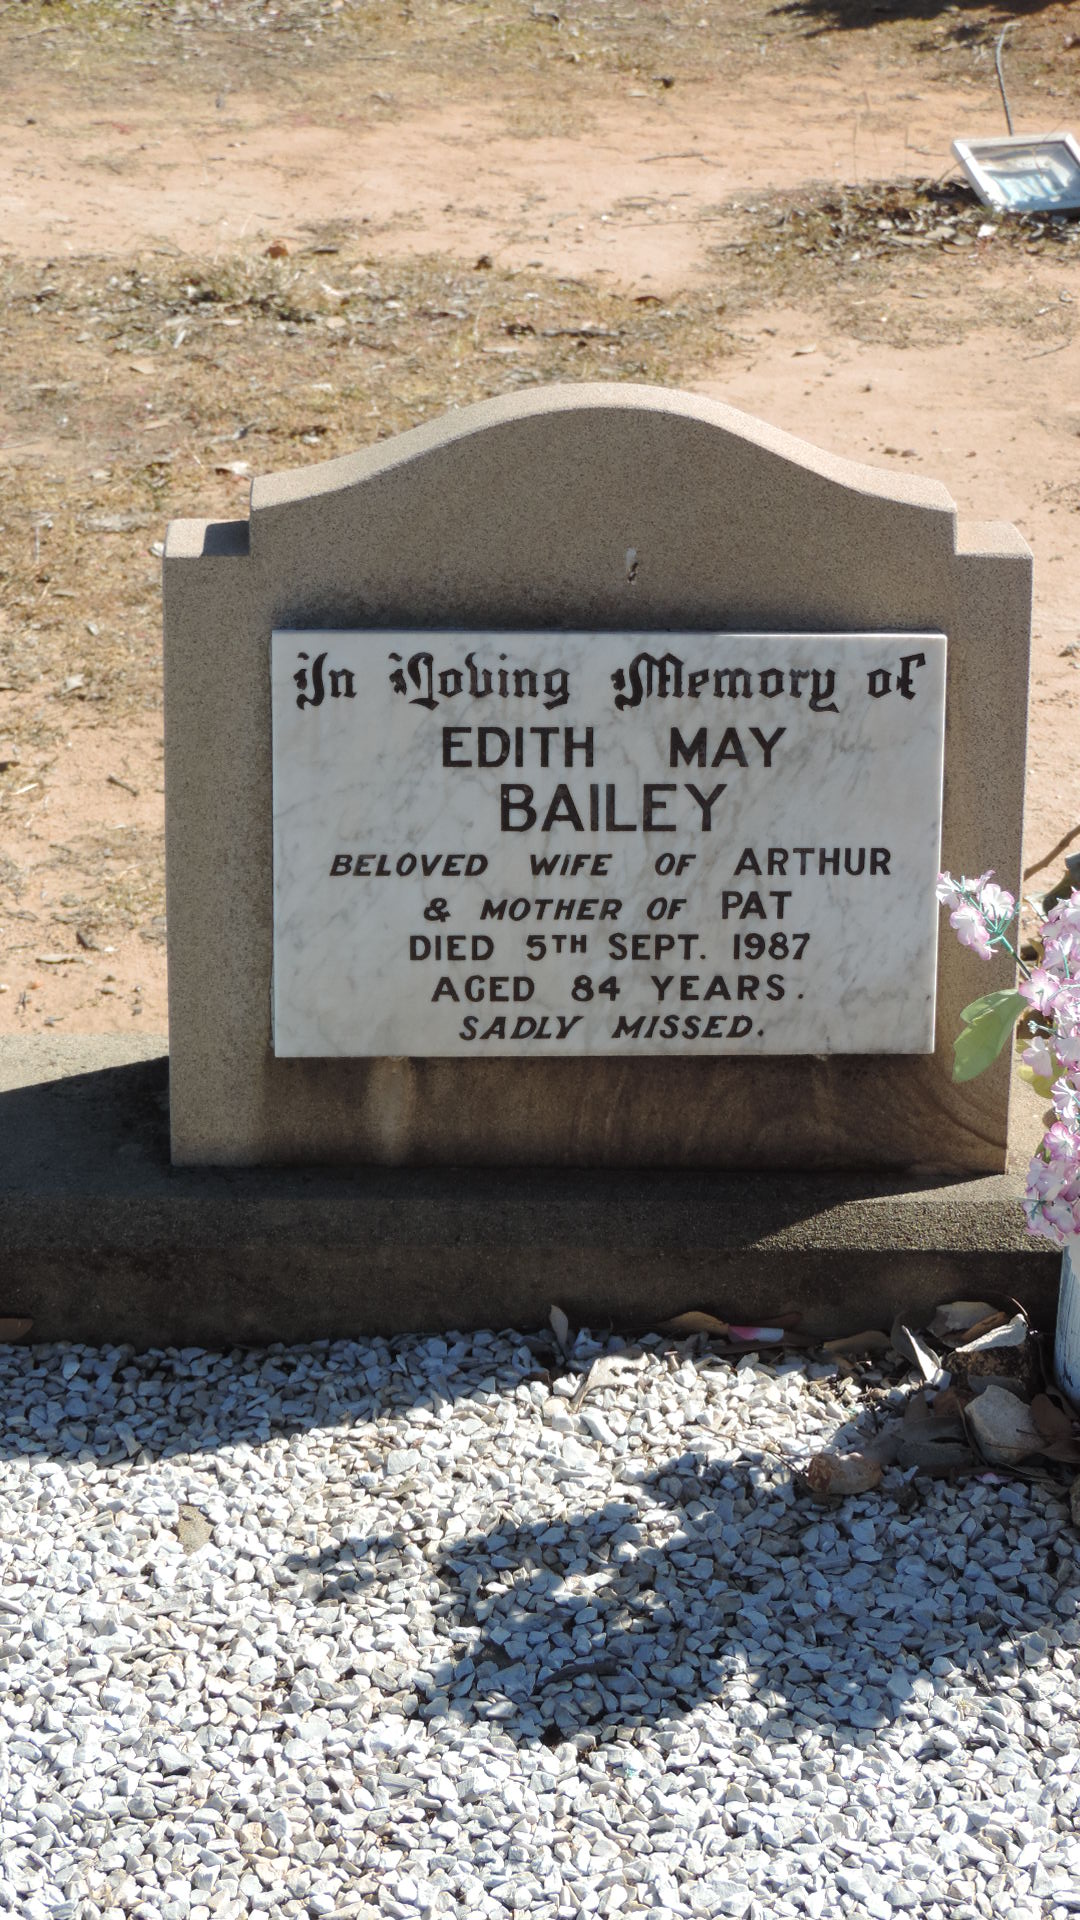 In Loving Memory of
EDITH MAY
BAILEY
BELOVED WIFE OF ARTHUR
& MOTHER OF PAT
DIED 5TH SEPT. 1987
AGED 84 YEARS.
SADLY MISSED.